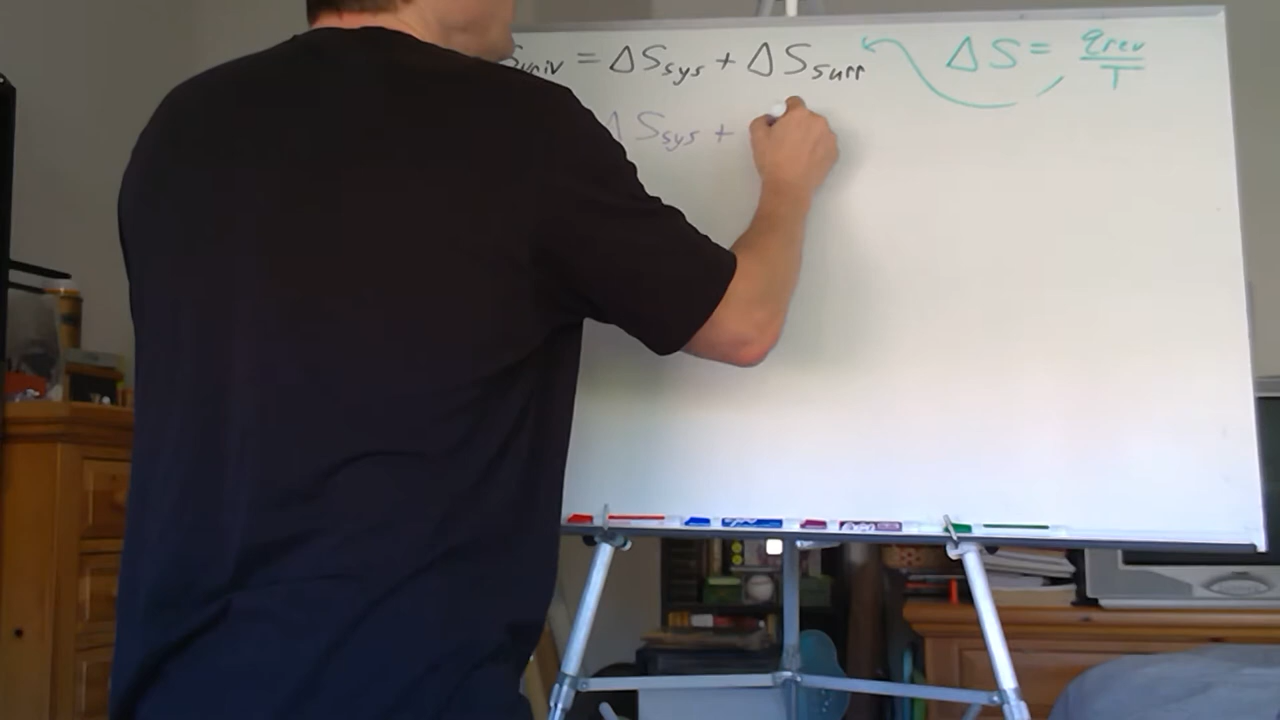 Suniv = ΔSsys + ΔSsurr
ΔS = qrev/T
ΔSsys +